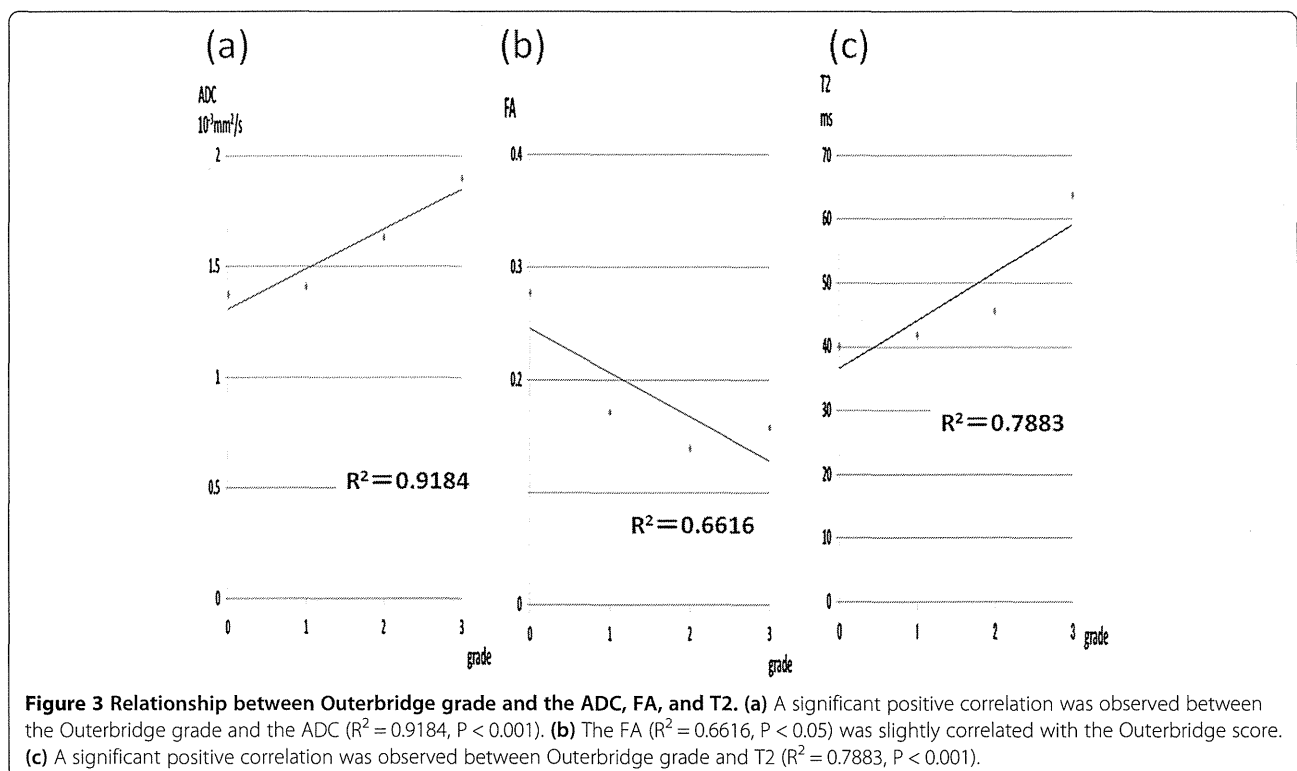 (a)
ADC
10⁻³mm²/s
2
1.5
1
0.5
0
R²=0.9184
0
1
2
3
grade
(b)
FA
0.4
0.3
0.2
0
R²=0.6616
0
1
2
3
grade
(c)
T2
ms
70
60
50
40
30
20
10
0
R²=0.7883
0
1
2
3
grade
Figure 3 Relationship between Outerbridge grade and the ADC, FA, and T2. (a) A significant positive correlation was observed between
the Outerbridge grade and the ADC (R² = 0.9184, P < 0.001). (b) The FA (R² = 0.6616, P < 0.05) was slightly correlated with the Outerbridge score.
(c) A significant positive correlation was observed between Outerbridge grade and T2 (R² = 0.7883, P < 0.001).